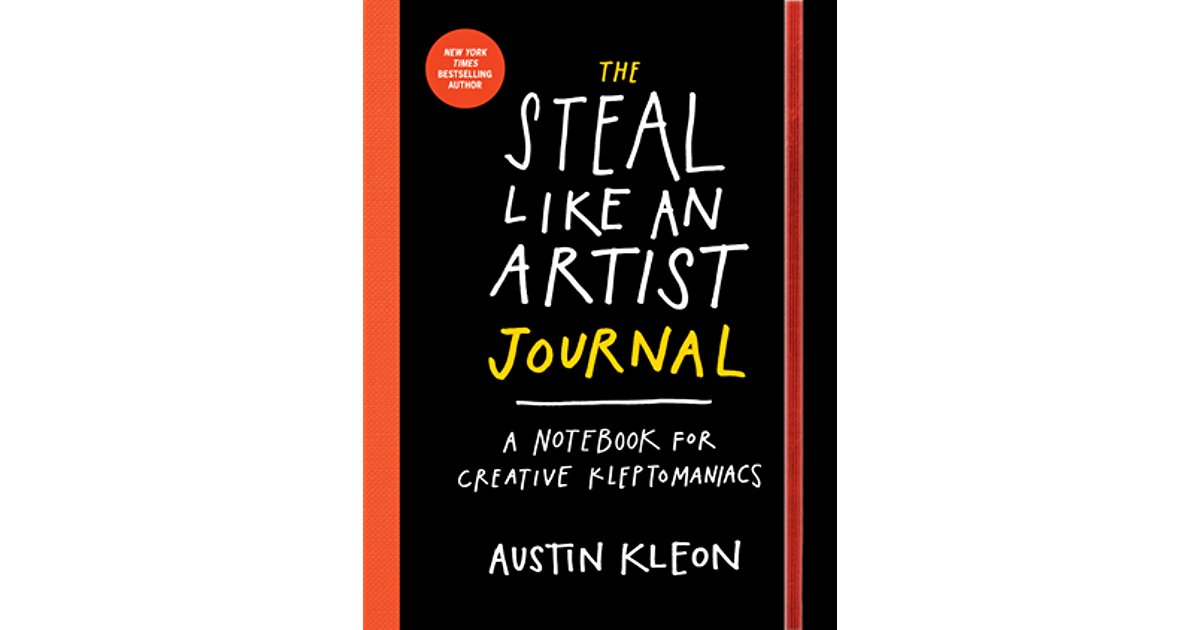 NEW YORK
TIMES
BESTSELLING
AUTHOR
THE
STEAL
LIKE AN
ARTIST
JOURNAL
A NOTEBOOK FOR
CREATIVE KLEPTOMANIACS
AUSTIN KLEON